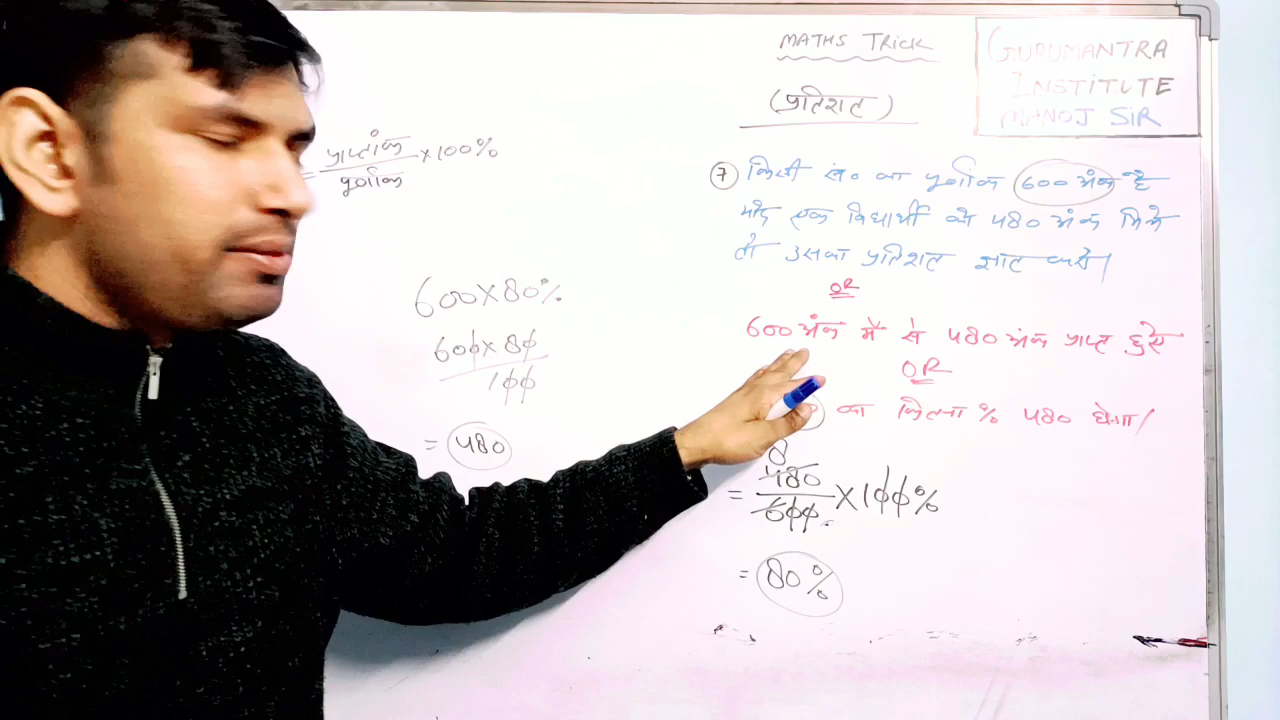 MATHS TRICK
(प्रतिशत)
GURUMANTRA
INSTITUTE
MANOJ SIR
= प्राप्तांक / पूर्णांक × 100%
⑦ किसी सं० का पूर्णांक 600 अंक है
यदि एक विद्यार्थी को 480 अंक मिले
तो उसका प्रतिशत ज्ञात करो।
OR
600 अंक में से 480 अंक प्राप्त हुए
OR
का कितना % 480 होगा।
= 480/600 × 100%
8
= 80%
600×80%
600×80
100
= 480